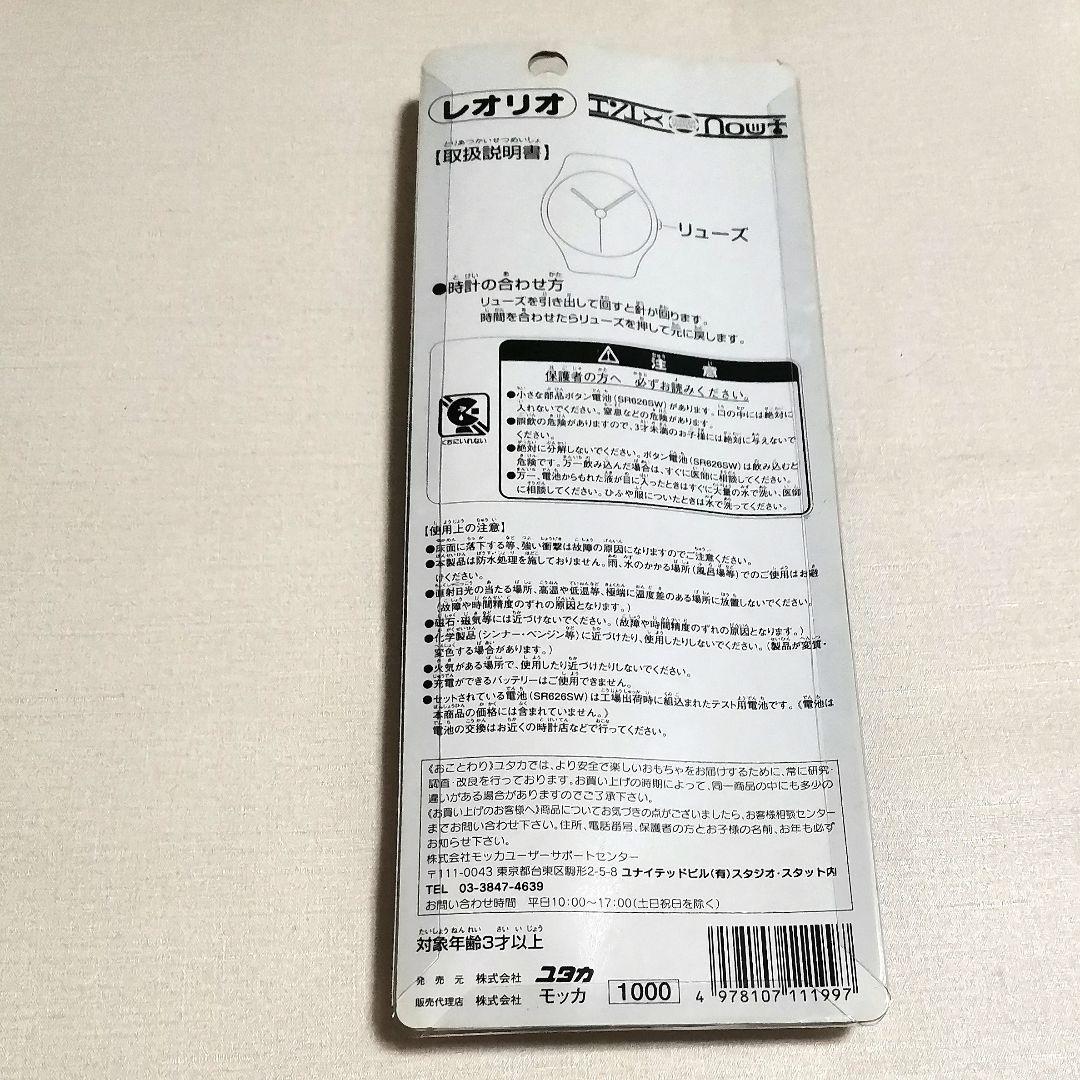 レオリオ
とりあつかいせつめいしょ
【取扱説明書】
リューズ
●時計の合わせ方
リューズを引き出して回すと針が回ります。
時間を合わせたらリューズを押して元に戻します。
注意
保護者の方へ 必ずお読みください。
●小さな部品ボタン電池(SR626SW)があります。口の中には絶対に
入れないでください。窒息などの危険があります。
●誤飲の危険がありますので、3才未満のお子様には絶対に与えないで
ください。
●絶対に分解しないでください。ボタン電池(SR626SW)は飲み込むと
危険です。万一飲み込んだ場合は、すぐに医師に相談してください。
●万一、電池からもれた液が目に入ったときはすぐに大量の水で洗い、医師
に相談してください。ひふや服についたときは水で洗ってください。
くちにいれない
【使用上の注意】
●床面に落下する等、強い衝撃は故障の原因になりますのでご注意ください。
●本製品は防水処理を施しておりません。雨、水のかかる場所(風呂場等)でのご使用はお避
けください。
●直射日光の当たる場所、高温や低温等、極端に温度差のある場所に放置しないでください。
(故障や時間精度のずれの原因となります。)
●磁石・磁気等には近づけないでください。(故障や時間精度のずれの原因となります。)
●化学製品(シンナー・ベンジン等)に近づけたり、使用したりしないでください。(製品が変質・
変色する場合があります。)
●火気がある場所で、使用したり近づけたりしないでください。
●充電ができるバッテリーはご使用できません。
●セットされている電池(SR626SW)は工場出荷時に組込まれたテスト用電池です。(電池は
本商品の価格には含まれていません。)
電池の交換はお近くの時計店などで行ってください。
《おことわり》ユタカでは、より安全で楽しいおもちゃをお届けするために、常に研究・
調査・改良を行っております。お買い上げの時期によって、同一商品の中にも多少の
違いがある場合がありますのでご了承下さい。
《お買い上げのお客様へ》商品についてお気づきの点がございましたら、お客様相談センター
までお問い合わせ下さい。住所、電話番号、保護者の方とお子様の名前、お年も必ず
お知らせ下さい。
株式会社モッカユーザーサポートセンター
〒111-0043 東京都台東区駒形2-5-8 ユナイテッドビル(有)スタジオ・スタット内
TEL 03-3847-4639
お問い合わせ時間 平日10:00～17:00(土日祝日を除く)
たいしょうねんれい さいいじょう
対象年齢3才以上
発売元 株式会社 ユタカ
販売代理店 株式会社 モッカ 1000
4 978107 111997